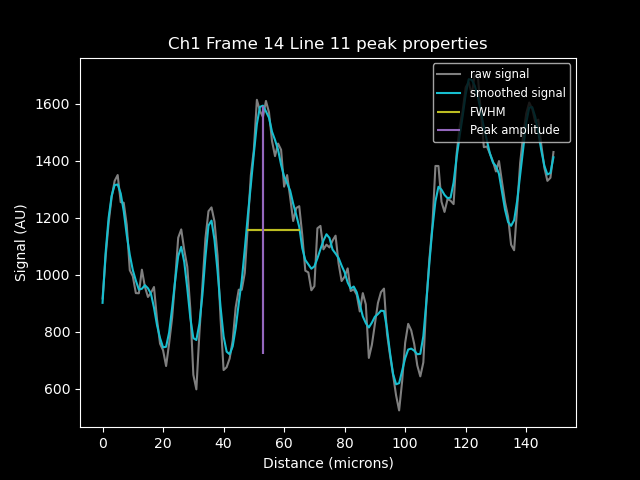 Ch1 Frame 14 Line 11 peak properties
raw signal
smoothed signal
FWHM
Peak amplitude
Signal (AU)
1600
1400
1200
1000
800
600
0 20 40 60 80 100 120 140
Distance (microns)